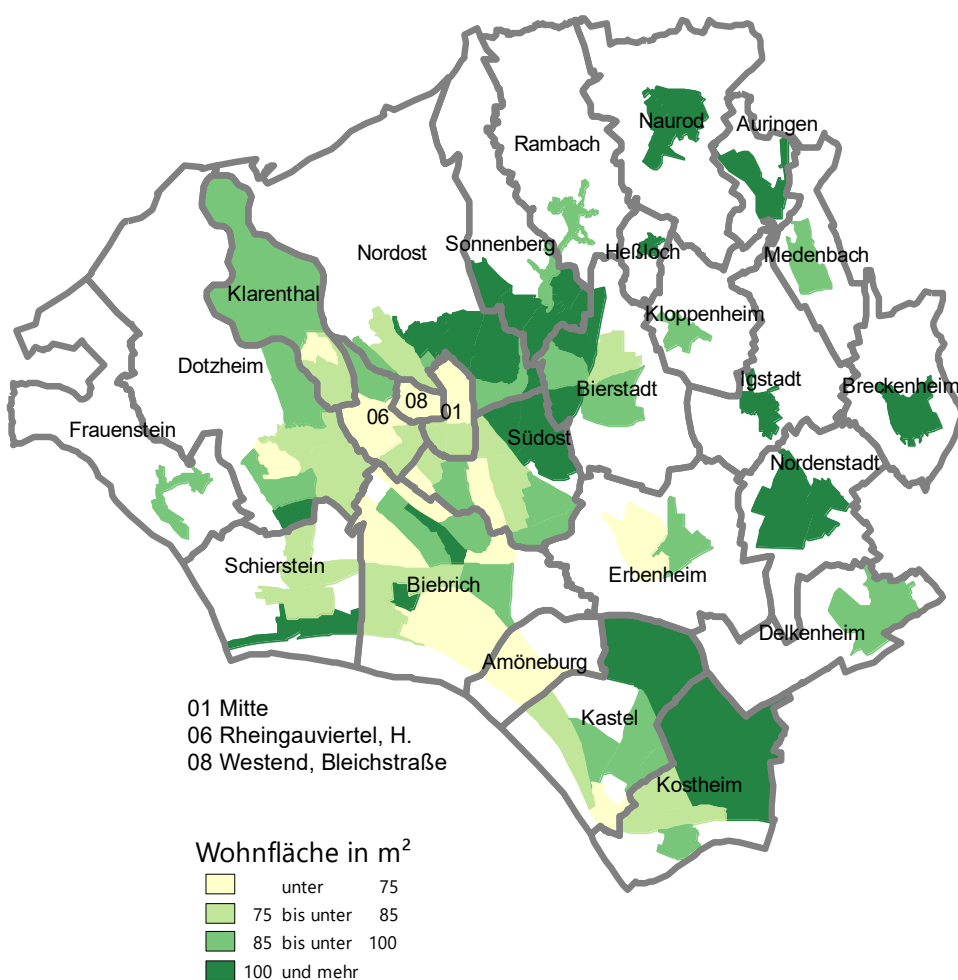 Naurod
Auringen
Rambach
Nordost
Sonnenberg
Heßloch
Medenbach
Klarenthal
Kloppenheim
Dotzheim
Bierstadt
Igstadt
Breckenheim
08
01
06
Frauenstein
Südost
Nordenstadt
Schierstein
Biebrich
Erbenheim
Delkenheim
Amöneburg
Kastel
Kostheim
01 Mitte
06 Rheingauviertel, H.
08 Westend, Bleichstraße
Wohnfläche in m²
unter 75
75 bis unter 85
85 bis unter 100
100 und mehr